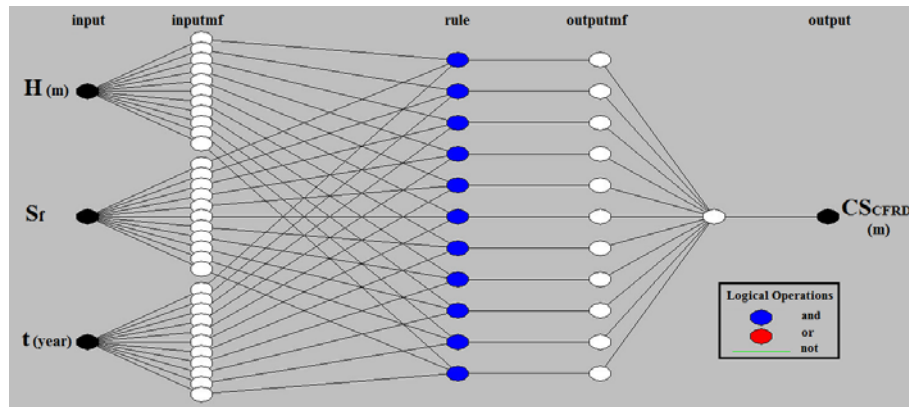 input inputmf rule outputmf output
H (m)
Sf
CSCFRD
(m)
Logical Operations
and
or
not
t (year)